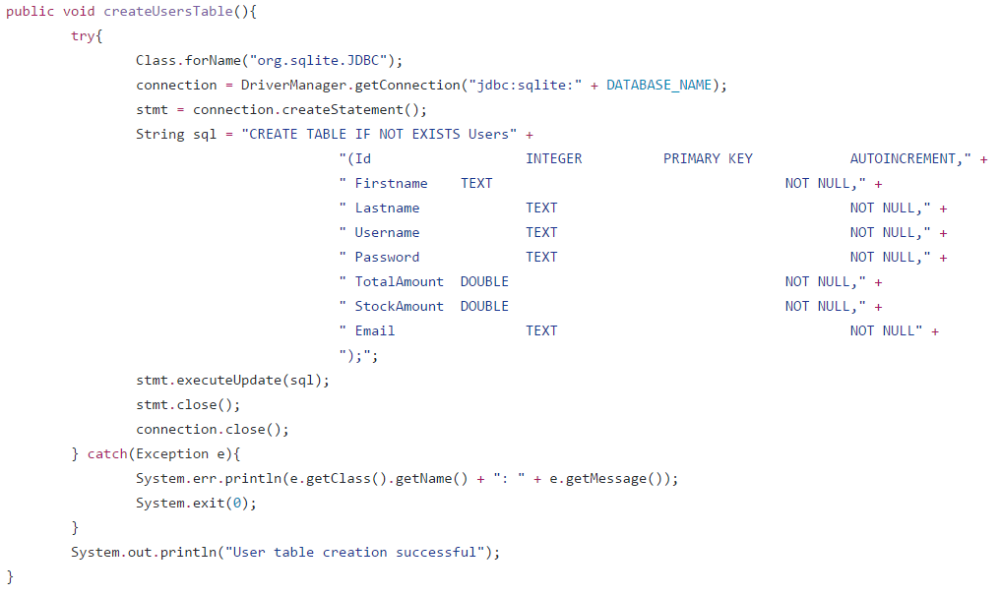 public void createUsersTable(){
try{
Class.forName("org.sqlite.JDBC");
connection = DriverManager.getConnection("jdbc:sqlite:" + DATABASE_NAME);
stmt = connection.createStatement();
String sql = "CREATE TABLE IF NOT EXISTS Users" +
"(Id INTEGER PRIMARY KEY AUTOINCREMENT," +
" Firstname TEXT NOT NULL," +
" Lastname TEXT NOT NULL," +
" Username TEXT NOT NULL," +
" Password TEXT NOT NULL," +
" TotalAmount DOUBLE NOT NULL," +
" StockAmount DOUBLE NOT NULL," +
" Email TEXT NOT NULL" +
");";
stmt.executeUpdate(sql);
stmt.close();
connection.close();
} catch(Exception e){
System.err.println(e.getClass().getName() + ": " + e.getMessage());
System.exit(0);
}
System.out.println("User table creation successful");
}